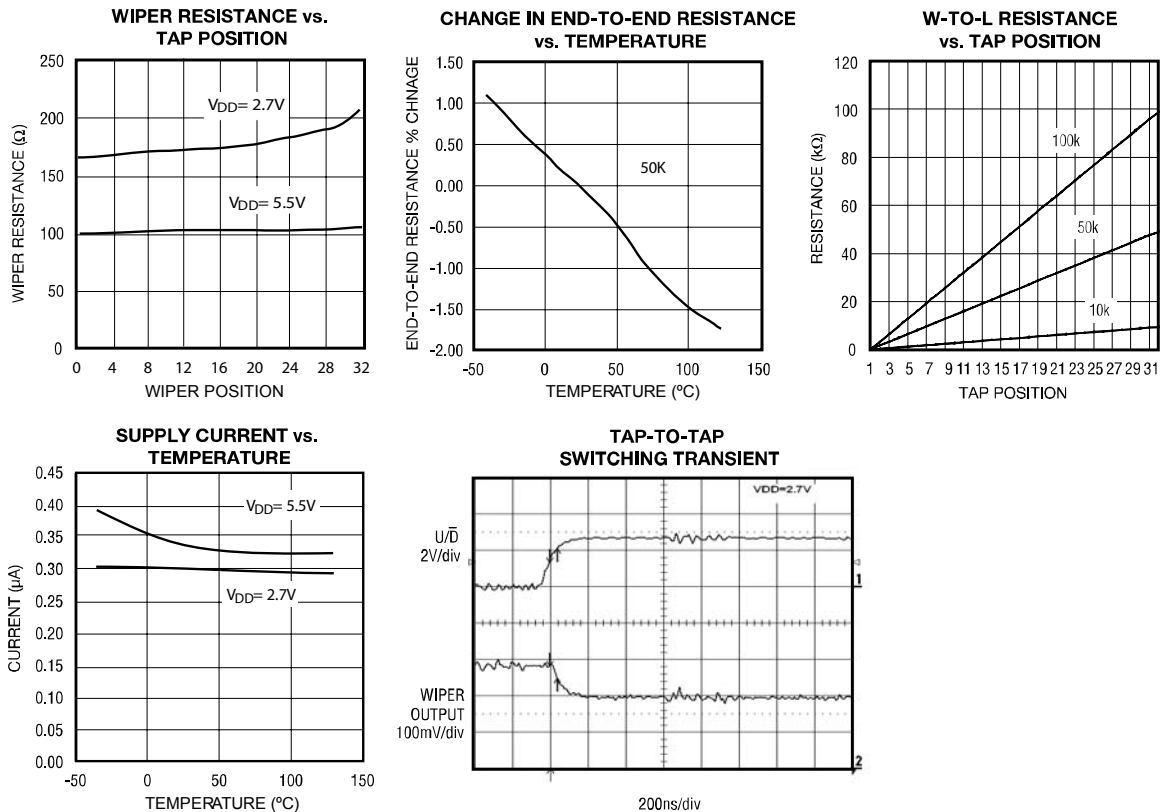 WIPER RESISTANCE vs.
TAP POSITION
250
200
150
100
50
0
WIPER RESISTANCE (Ω)
VDD= 2.7V
VDD= 5.5V
0 4 8 12 16 20 24 28 32
WIPER POSITION
CHANGE IN END-TO-END RESISTANCE
vs. TEMPERATURE
1.50
1.00
0.50
0.00
-0.50
-1.00
-1.50
-2.00
END-TO-END RESISTANCE % CHNAGE
50K
-50 0 50 100 150
TEMPERATURE (ºC)
W-TO-L RESISTANCE
vs. TAP POSITION
120
100
80
60
40
20
0
RESISTANCE (kΩ)
100k
50k
10k
1 3 5 7 9 11 13 15 17 19 21 23 25 27 29 31
TAP POSITION
SUPPLY CURRENT vs.
TEMPERATURE
0.45
0.40
0.35
0.30
0.25
0.20
0.15
0.10
0.05
0.00
CURRENT (µA)
VDD= 5.5V
VDD= 2.7V
-50 0 50 100 150
TEMPERATURE (ºC)
TAP-TO-TAP
SWITCHING TRANSIENT
VDD=2.7V
U/D̅
2V/div
1
WIPER
OUTPUT
100mV/div
2
200ns/div